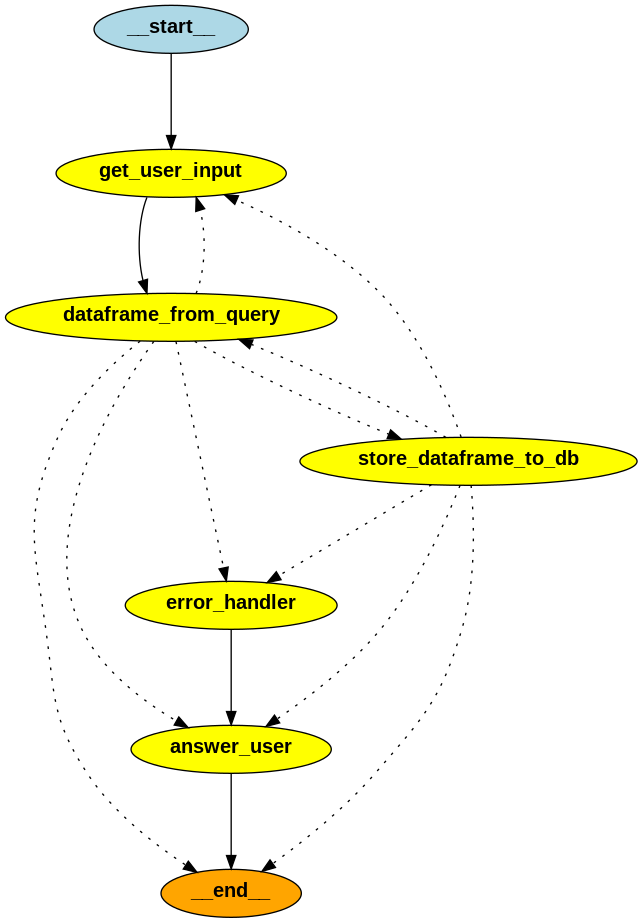 __start__
get_user_input
dataframe_from_query
store_dataframe_to_db
error_handler
answer_user
__end__